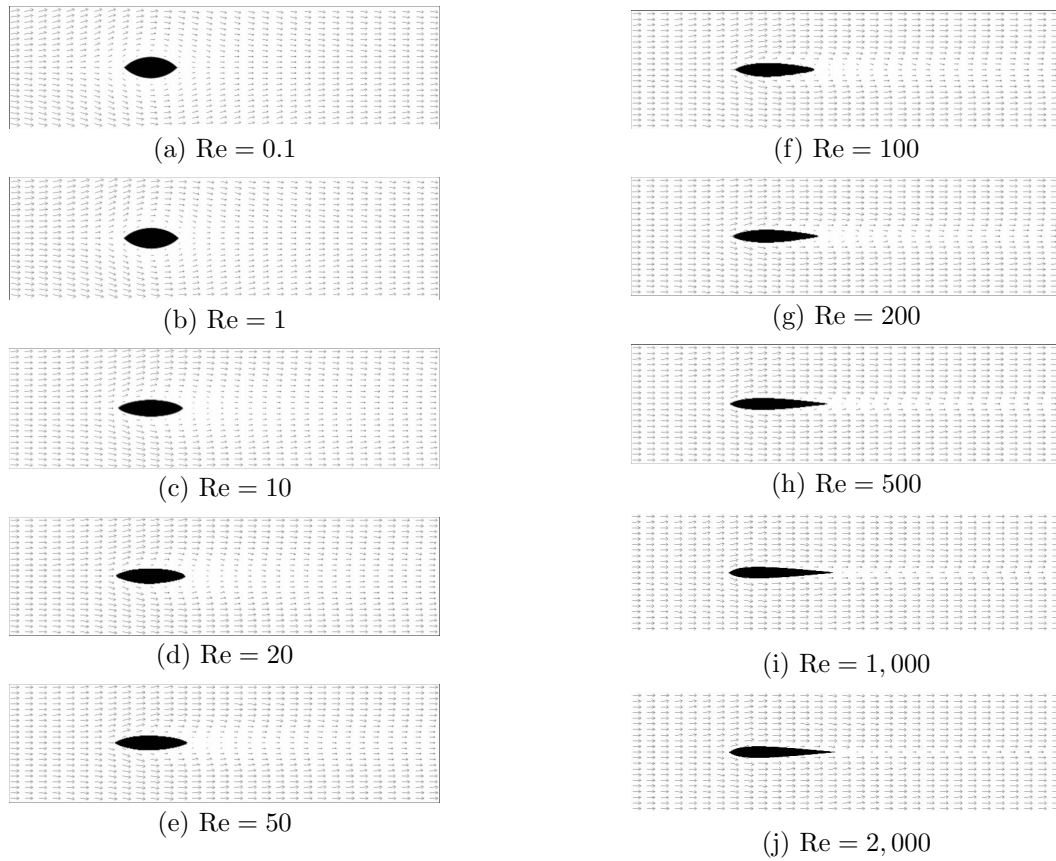 (a) Re = 0.1
(b) Re = 1
(c) Re = 10
(d) Re = 20
(e) Re = 50
(f) Re = 100
(g) Re = 200
(h) Re = 500
(i) Re = 1, 000
(j) Re = 2, 000